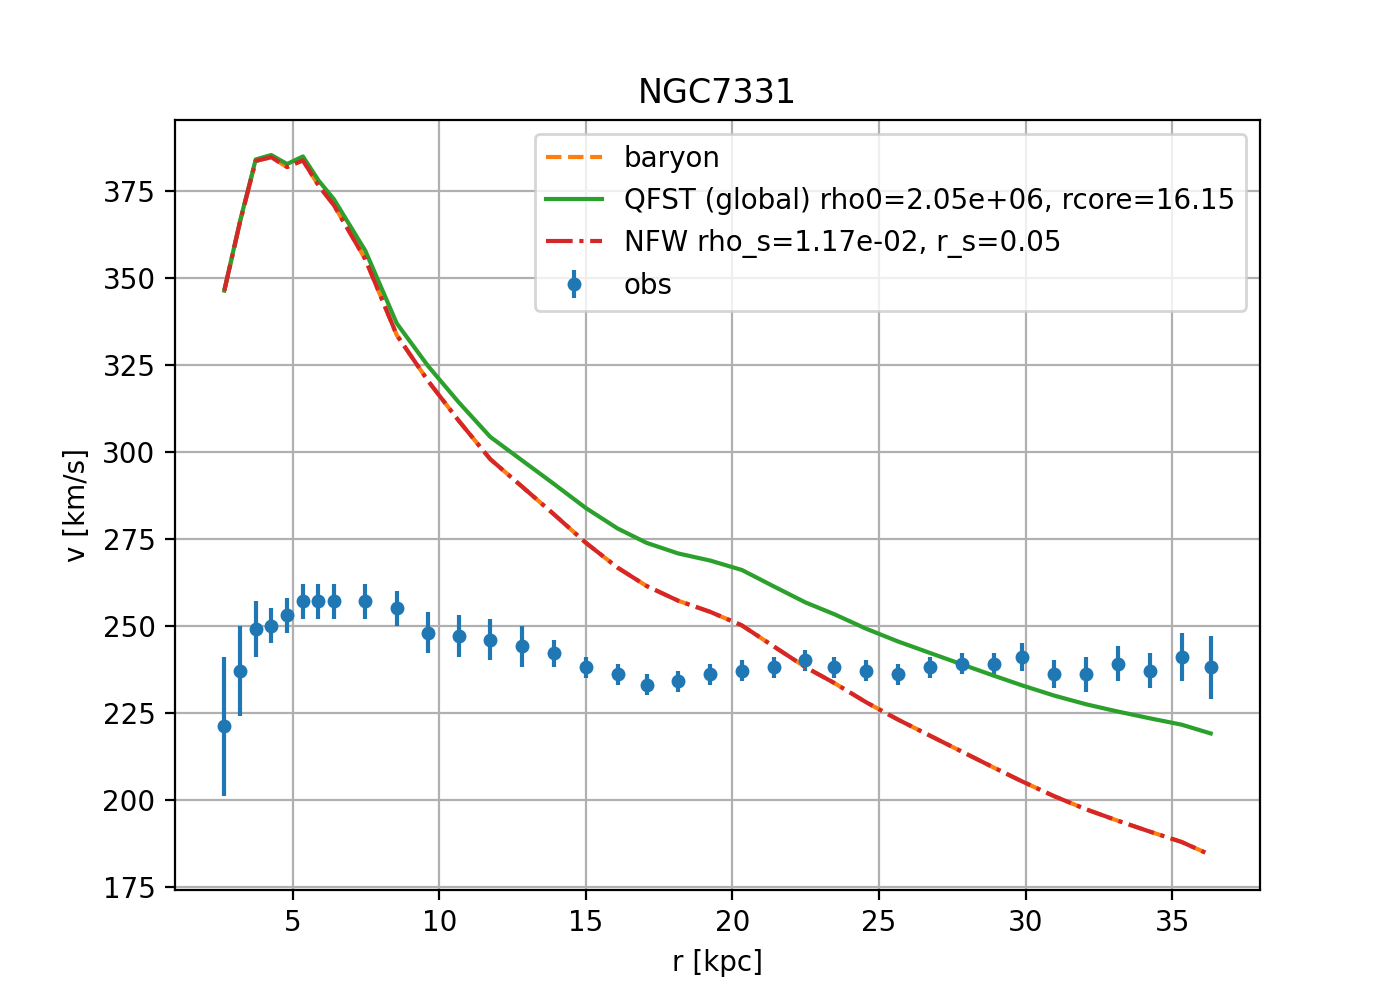 NGC7331
baryon
QFST (global) rho0=2.05e+06, rcore=16.15
NFW rho_s=1.17e-02, r_s=0.05
obs
375
350
325
300
275
250
225
200
175
v [km/s]
5 10 15 20 25 30 35
r [kpc]